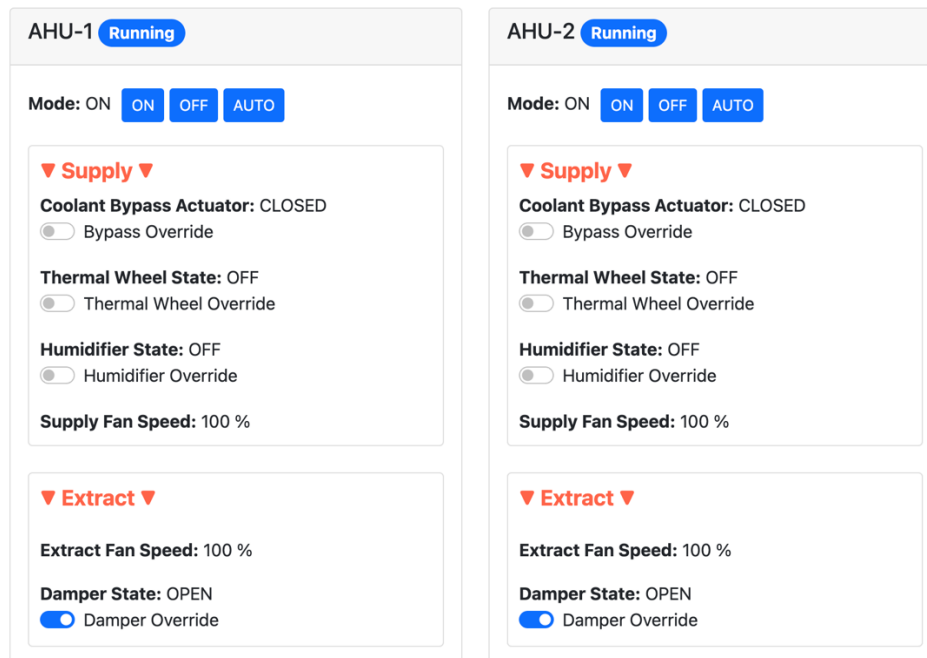 AHU-1 Running
Mode: ON ON OFF AUTO
Supply
Coolant Bypass Actuator: CLOSED
Bypass Override
Thermal Wheel State: OFF
Thermal Wheel Override
Humidifier State: OFF
Humidifier Override
Supply Fan Speed: 100 %
Extract
Extract Fan Speed: 100 %
Damper State: OPEN
Damper Override
AHU-2 Running
Mode: ON ON OFF AUTO
Supply
Coolant Bypass Actuator: CLOSED
Bypass Override
Thermal Wheel State: OFF
Thermal Wheel Override
Humidifier State: OFF
Humidifier Override
Supply Fan Speed: 100 %
Extract
Extract Fan Speed: 100 %
Damper State: OPEN
Damper Override